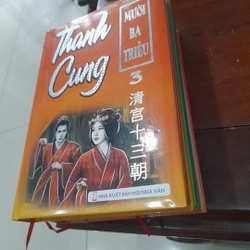 Thanh
Cung
MƯỜI
BA
TRIỀU
3
清宮十三朝
NHÀ XUẤT BẢN HỘI NHÀ VĂN